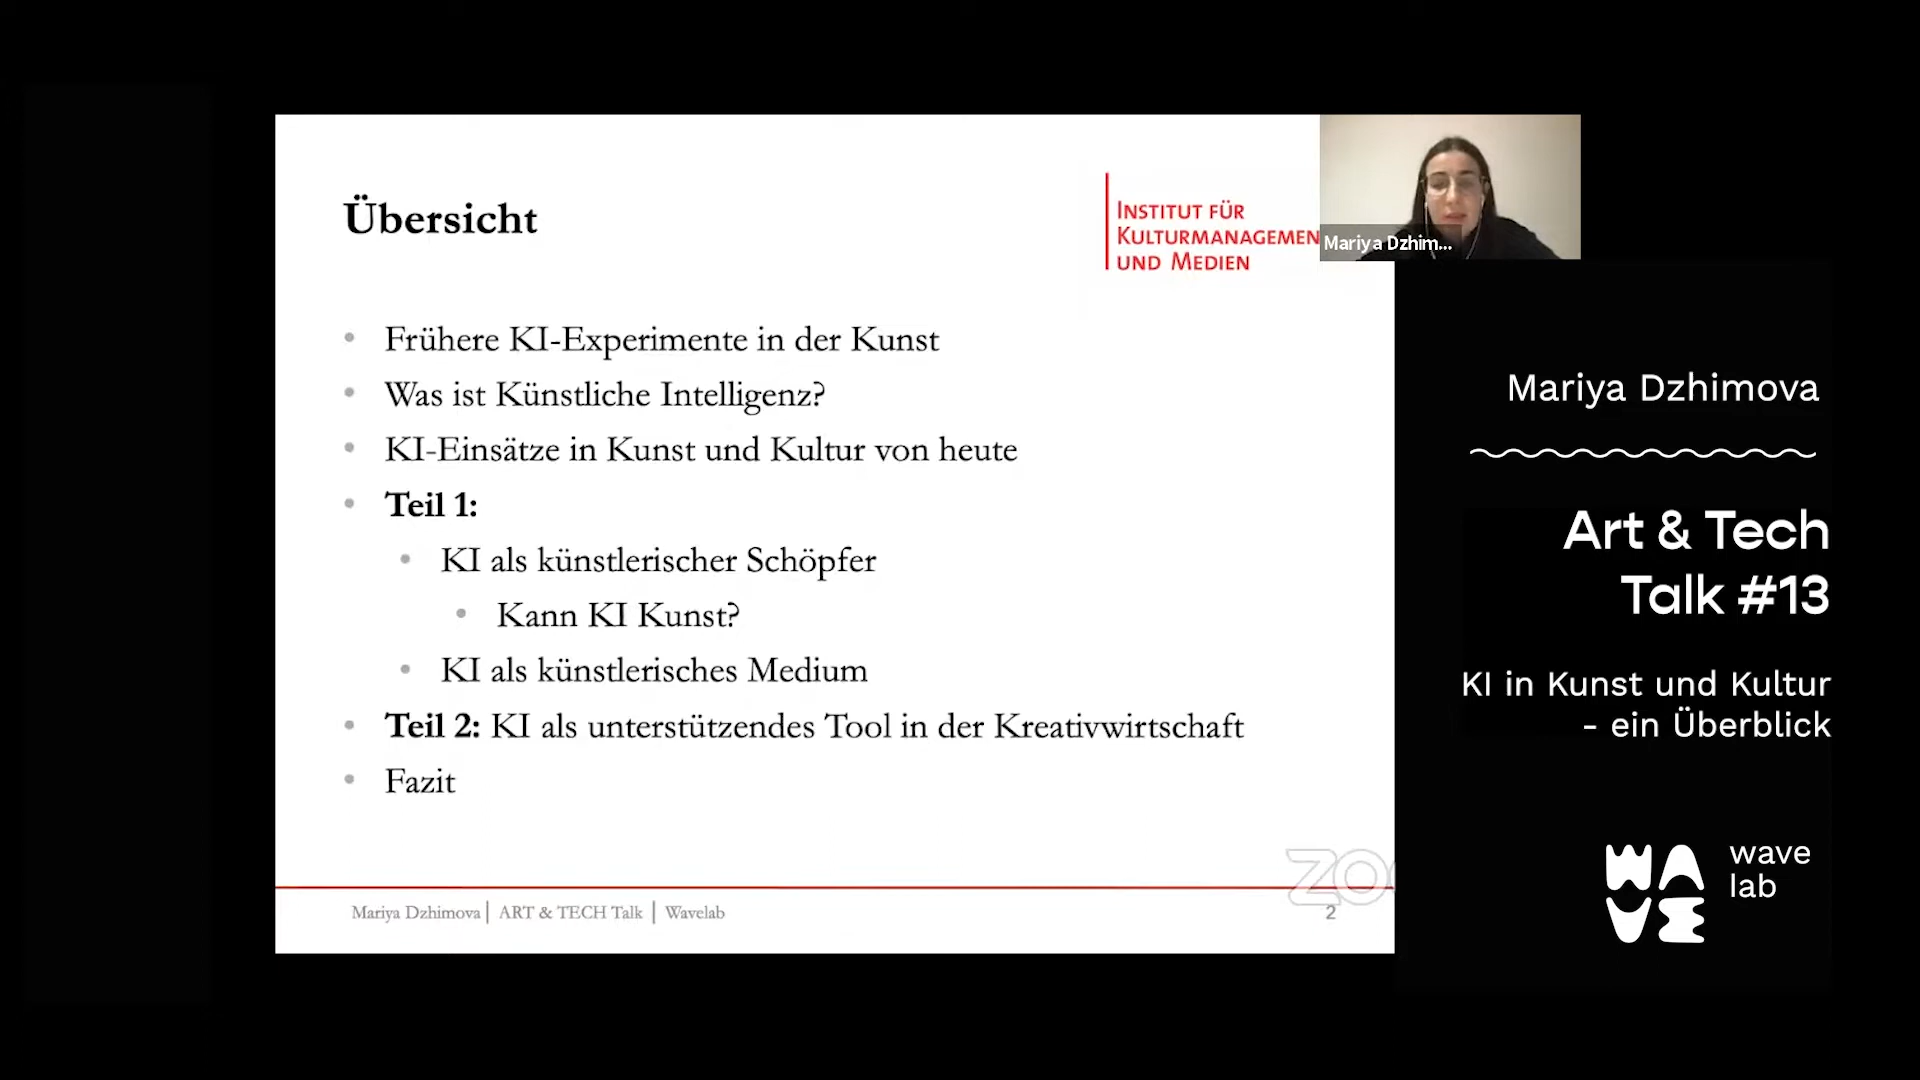 Übersicht
INSTITUT FÜR
KULTURMANAGEMEN
UND MEDIEN
Mariya Dzhim...
Frühere KI-Experimente in der Kunst
Was ist Künstliche Intelligenz?
KI-Einsätze in Kunst und Kultur von heute
Teil 1:
KI als künstlerischer Schöpfer
Kann KI Kunst?
KI als künstlerisches Medium
Teil 2: KI als unterstützendes Tool in der Kreativwirtschaft
Fazit
ZO
Mariya Dzhimova | ART & TECH Talk | Wavelab
2
Mariya Dzhimova
Art & Tech
Talk #13
KI in Kunst und Kultur
- ein Überblick
WAVE
wave
lab